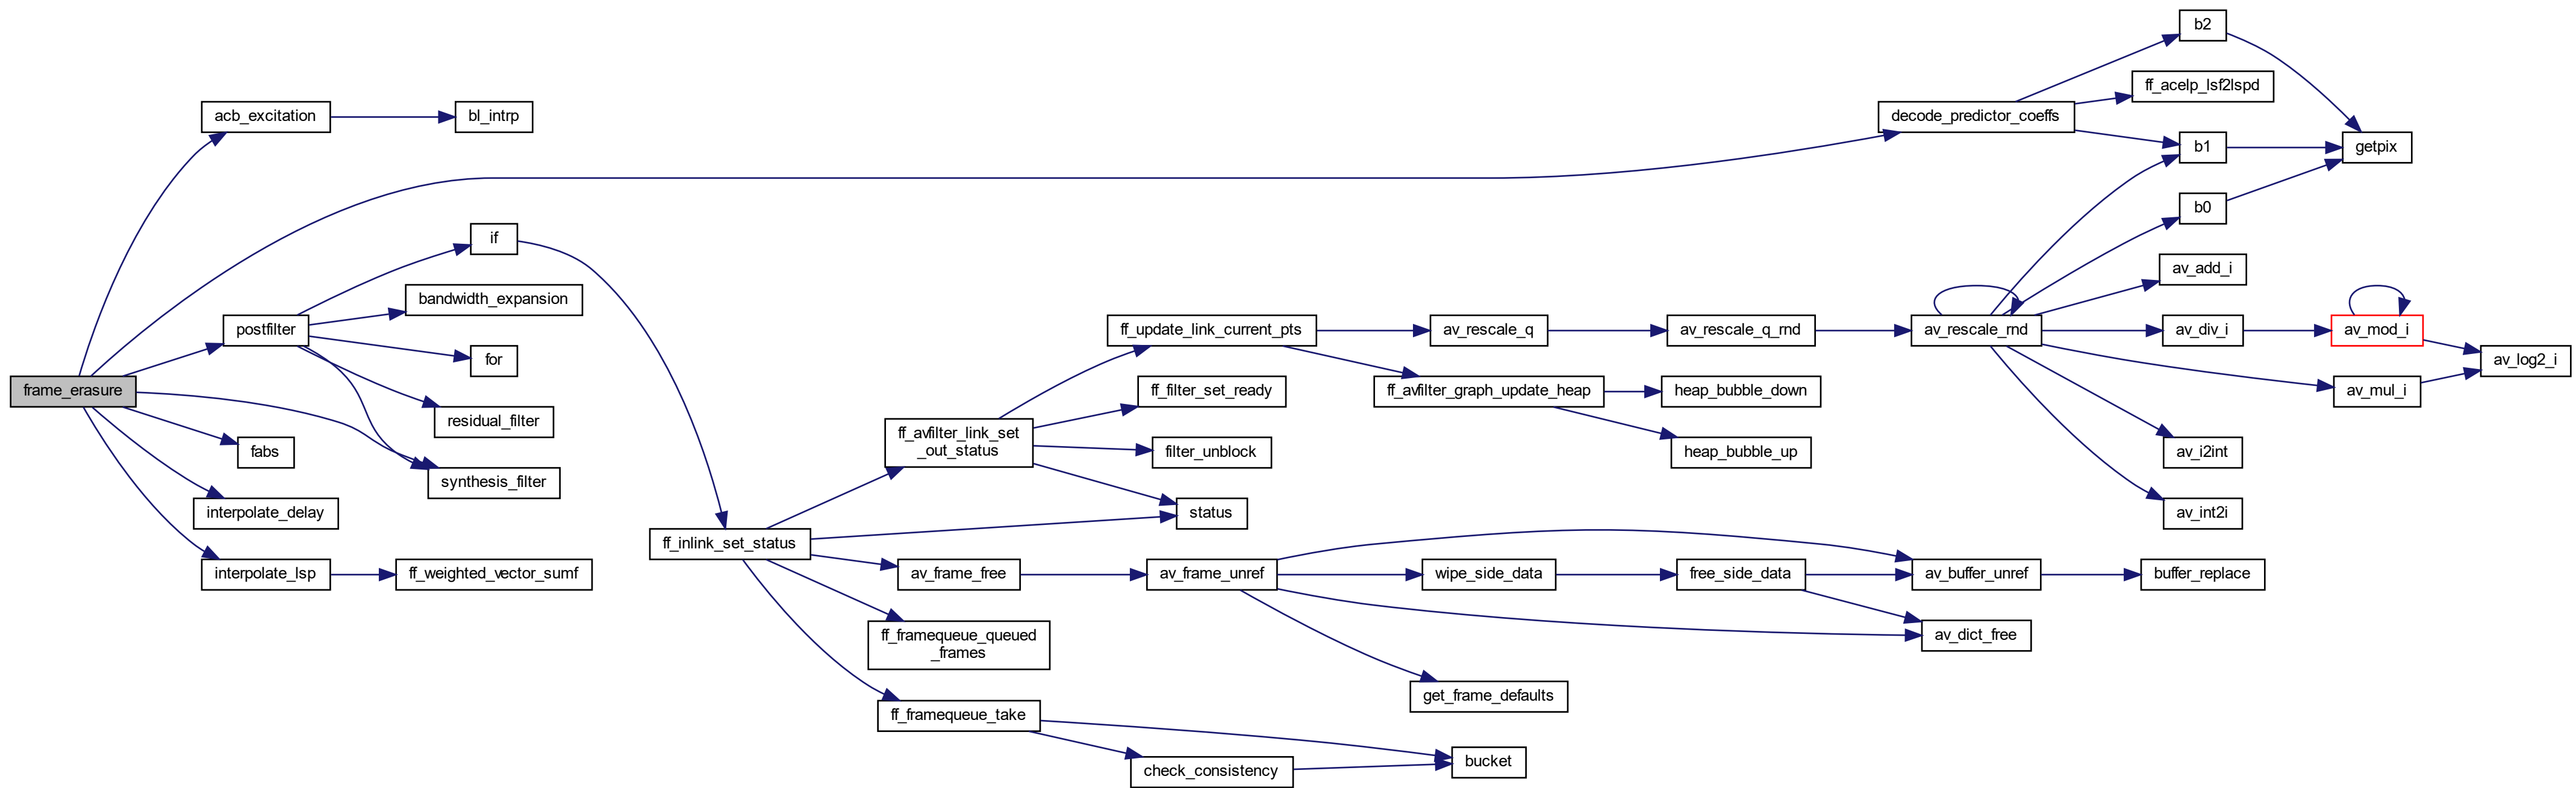 b2
ff_acelp_lsf2lspd
acb_excitation
bl_intrp
decode_predictor_coeffs
b1
getpix
b0
if
av_add_i
bandwidth_expansion
postfilter
ff_update_link_current_pts
av_rescale_q
av_rescale_q_rnd
av_rescale_rnd
av_div_i
av_mod_i
for
av_log2_i
frame_erasure
ff_filter_set_ready
ff_avfilter_graph_update_heap
heap_bubble_down
av_mul_i
residual_filter
ff_avfilter_link_set
_out_status
fabs
filter_unblock
heap_bubble_up
av_i2int
synthesis_filter
interpolate_delay
status
av_int2i
ff_inlink_set_status
interpolate_lsp
ff_weighted_vector_sumf
av_frame_free
av_frame_unref
wipe_side_data
free_side_data
av_buffer_unref
buffer_replace
ff_framequeue_queued
_frames
av_dict_free
get_frame_defaults
ff_framequeue_take
bucket
check_consistency